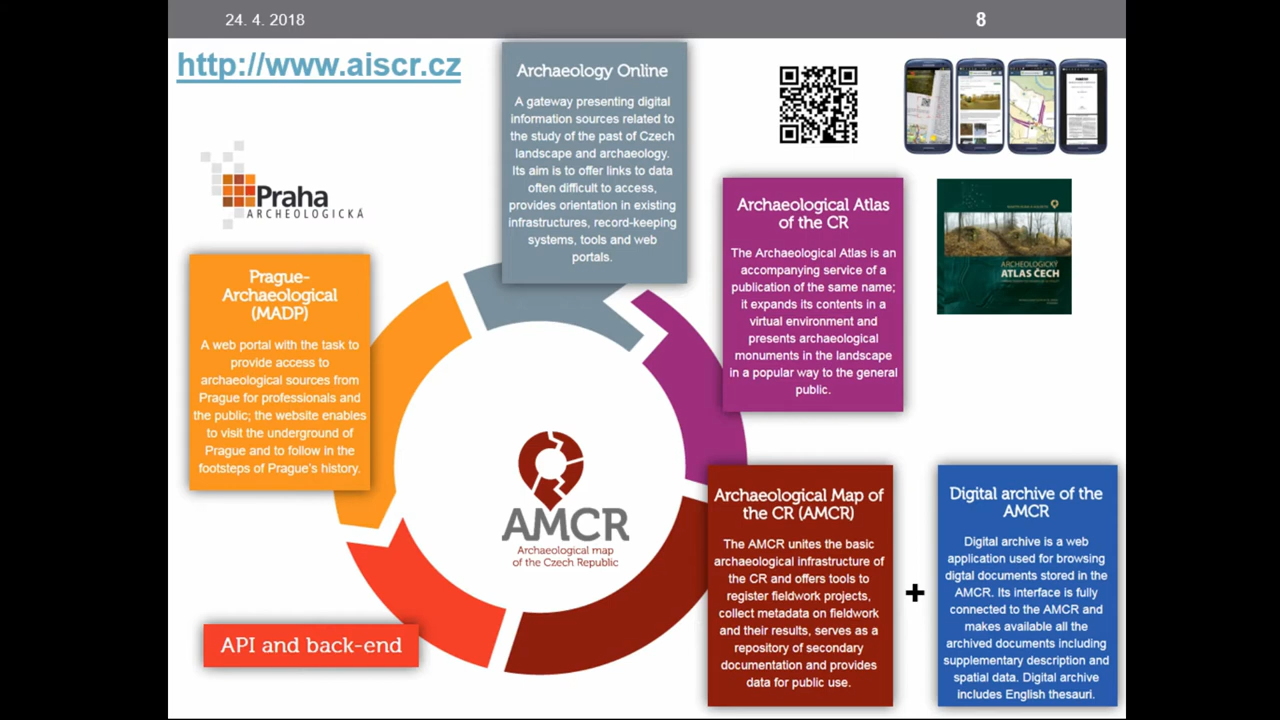 24. 4. 2018
8
http://www.aiscr.cz
Archaeology Online
A gateway presenting digital
information sources related to
the study of the past of Czech
landscape and archaeology.
Its aim is to offer links to data
often difficult to access,
provides orientation in existing
infrastructures, record-keeping
systems, tools and web
portals.
Praha
ARCHEOLOGICKÁ
Archaeological Atlas
of the CR
The Archaeological Atlas is an
accompanying service of a
publication of the same name;
it expands its contents in a
virtual environment and
presents archaeological
monuments in the landscape
in a popular way to the general
public.
ARCHEOLOGICKÝ
ATLAS ČECH
Prague-
Archaeological
(MADP)
A web portal with the task to
provide access to
archaeological sources from
Prague for professionals and
the public; the website enables
to visit the underground of
Prague and to follow in the
footsteps of Prague's history.
AMCR
Archaeological map
of the Czech Republic
Archaeological Map of
the CR (AMCR)
The AMCR unites the basic
archaeological infrastructure of
the CR and offers tools to
register fieldwork projects,
collect metadata on fieldwork
and their results, serves as a
repository of secondary
documentation and provides
data for public use.
+
Digital archive of the
AMCR
Digital archive is a web
application used for browsing
digtal documents stored in the
AMCR. Its interface is fully
connected to the AMCR and
makes available all the
archived documents including
supplementary description and
spatial data. Digital archive
includes English thesauri.
API and back-end